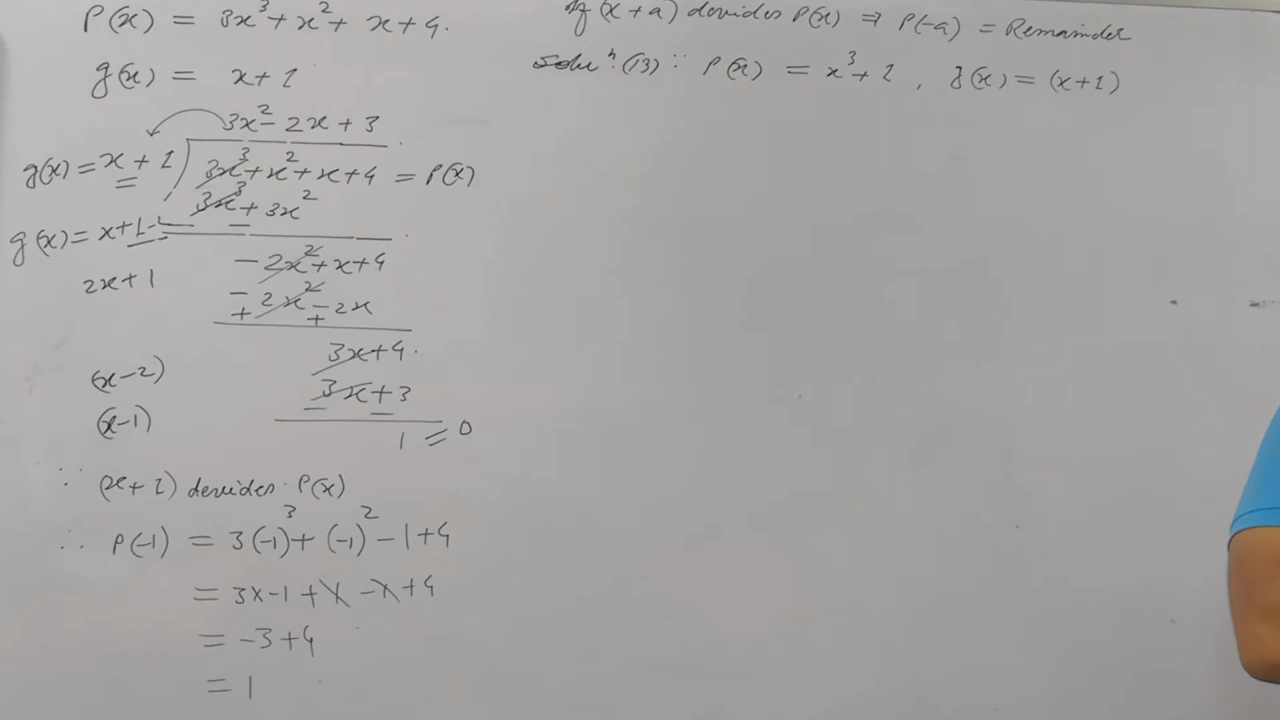 P(x) = 3x³ + x² + x + 4.
g(x) = x + 1
3x² - 2x + 3
g(x) = x + 1 ) 3x³ + x² + x + 4 = P(x)
3x³ + 3x²
g(x) = x + 1
- 2x² + x + 4
2x + 1
- 2x² - 2x
3x + 4.
(x - 2)
3x + 3
(x - 1)
1 = 0
∵ (x + 1) devides P(x)
∴ P(-1) = 3(-1)³ + (-1)² - 1 + 4
= 3x - 1 + 1 - 1 + 4
= -3 + 4
= 1
If (x + a) devides P(x) ⇒ P(-a) = Remainder
Soluⁿ: (13) ∵ P(x) = x³ + 1 , g(x) = (x + 1)